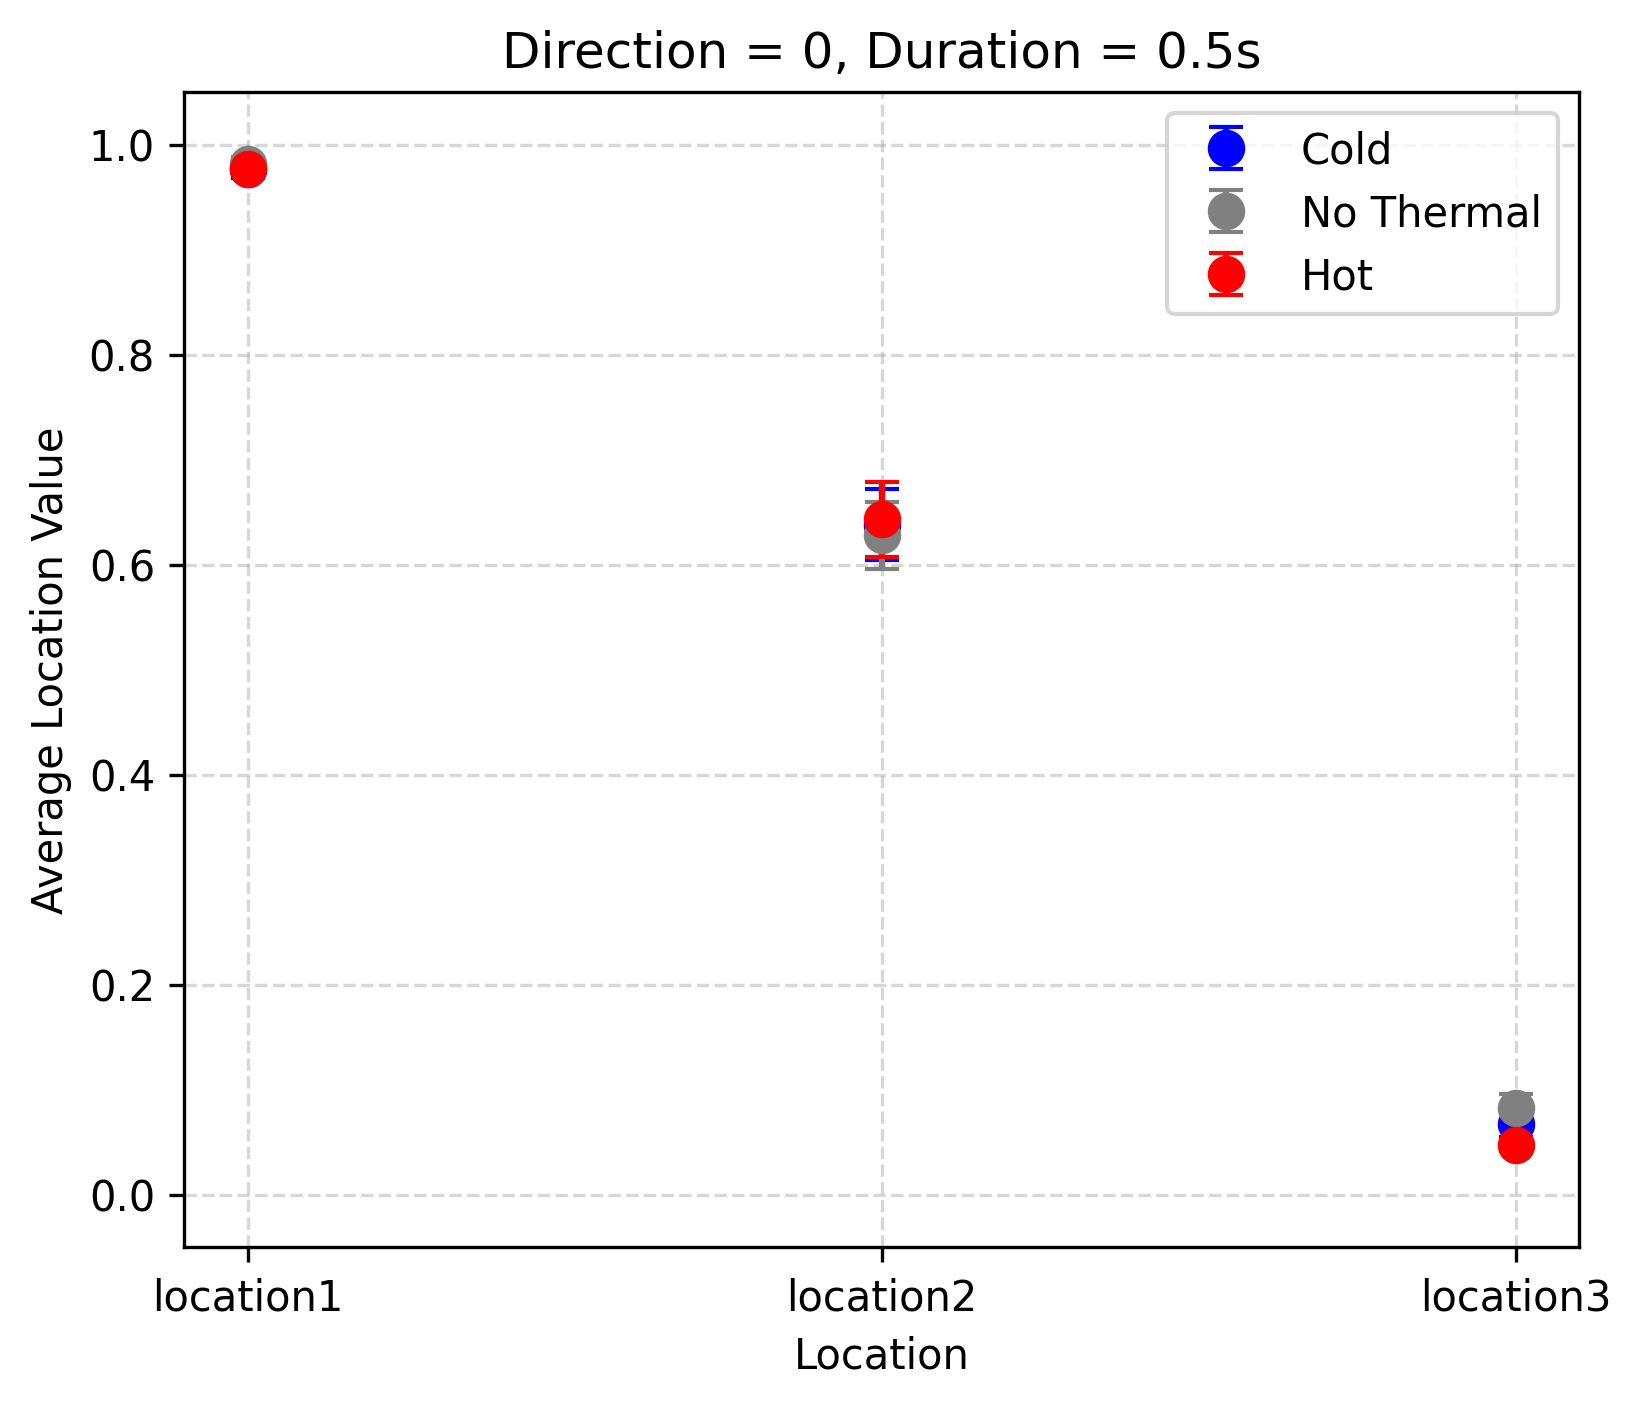 Direction = 0, Duration = 0.5s
Cold
No Thermal
Hot
1.0
0.8
0.6
0.4
0.2
0.0
Average Location Value
location1
location2
location3
Location